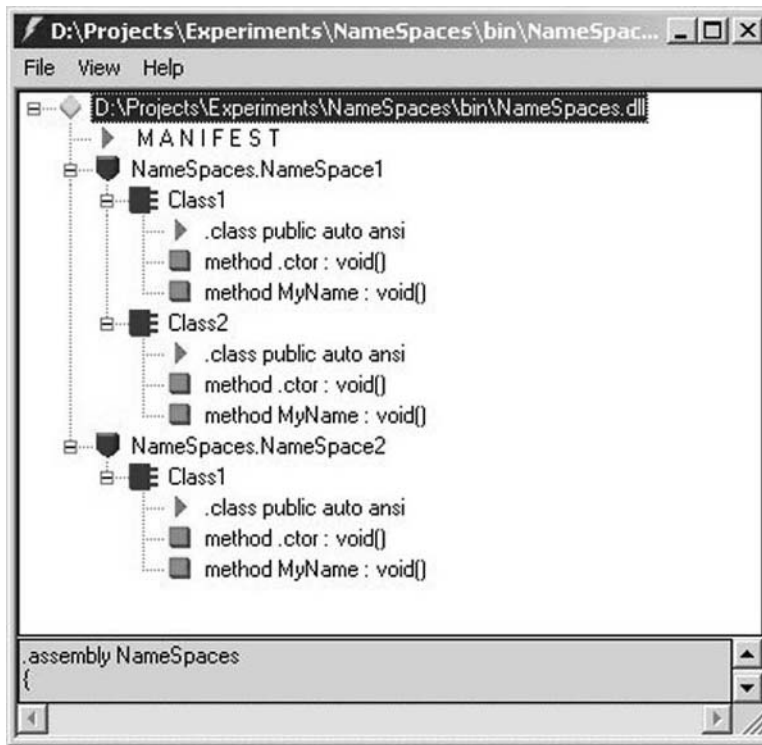 D:\Projects\Experiments\NameSpaces\bin\NameSpac...
File View Help
D:\Projects\Experiments\NameSpaces\bin\NameSpaces.dll
MANIFEST
NameSpaces.NameSpace1
Class1
.class public auto ansi
method .ctor : void()
method MyName : void()
Class2
.class public auto ansi
method .ctor : void()
method MyName : void()
NameSpaces.NameSpace2
Class1
.class public auto ansi
method .ctor : void()
method MyName : void()
.assembly NameSpaces
{